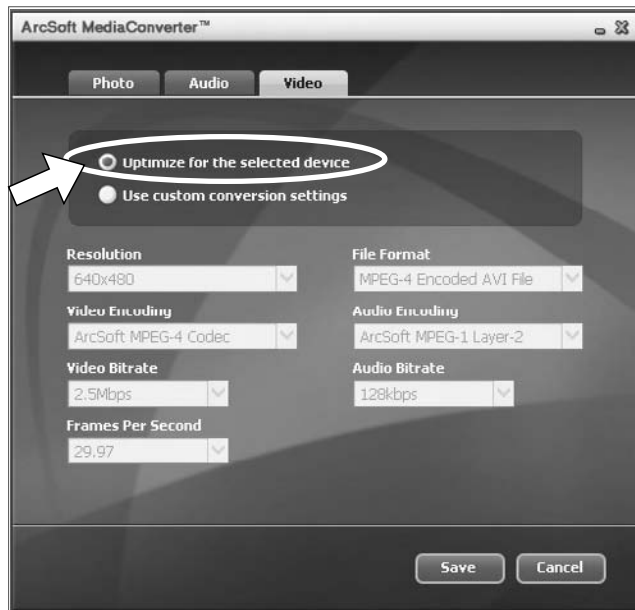 ArcSoft MediaConverter™
Photo Audio Video
Optimize for the selected device
Use custom conversion settings
Resolution File Format
640x480 MPEG-4 Encoded AVI File
Video Encoding Audio Encoding
ArcSoft MPEG-4 Codec ArcSoft MPEG-1 Layer-2
Video Bitrate Audio Bitrate
2.5Mbps 128kbps
Frames Per Second
29.97
Save Cancel